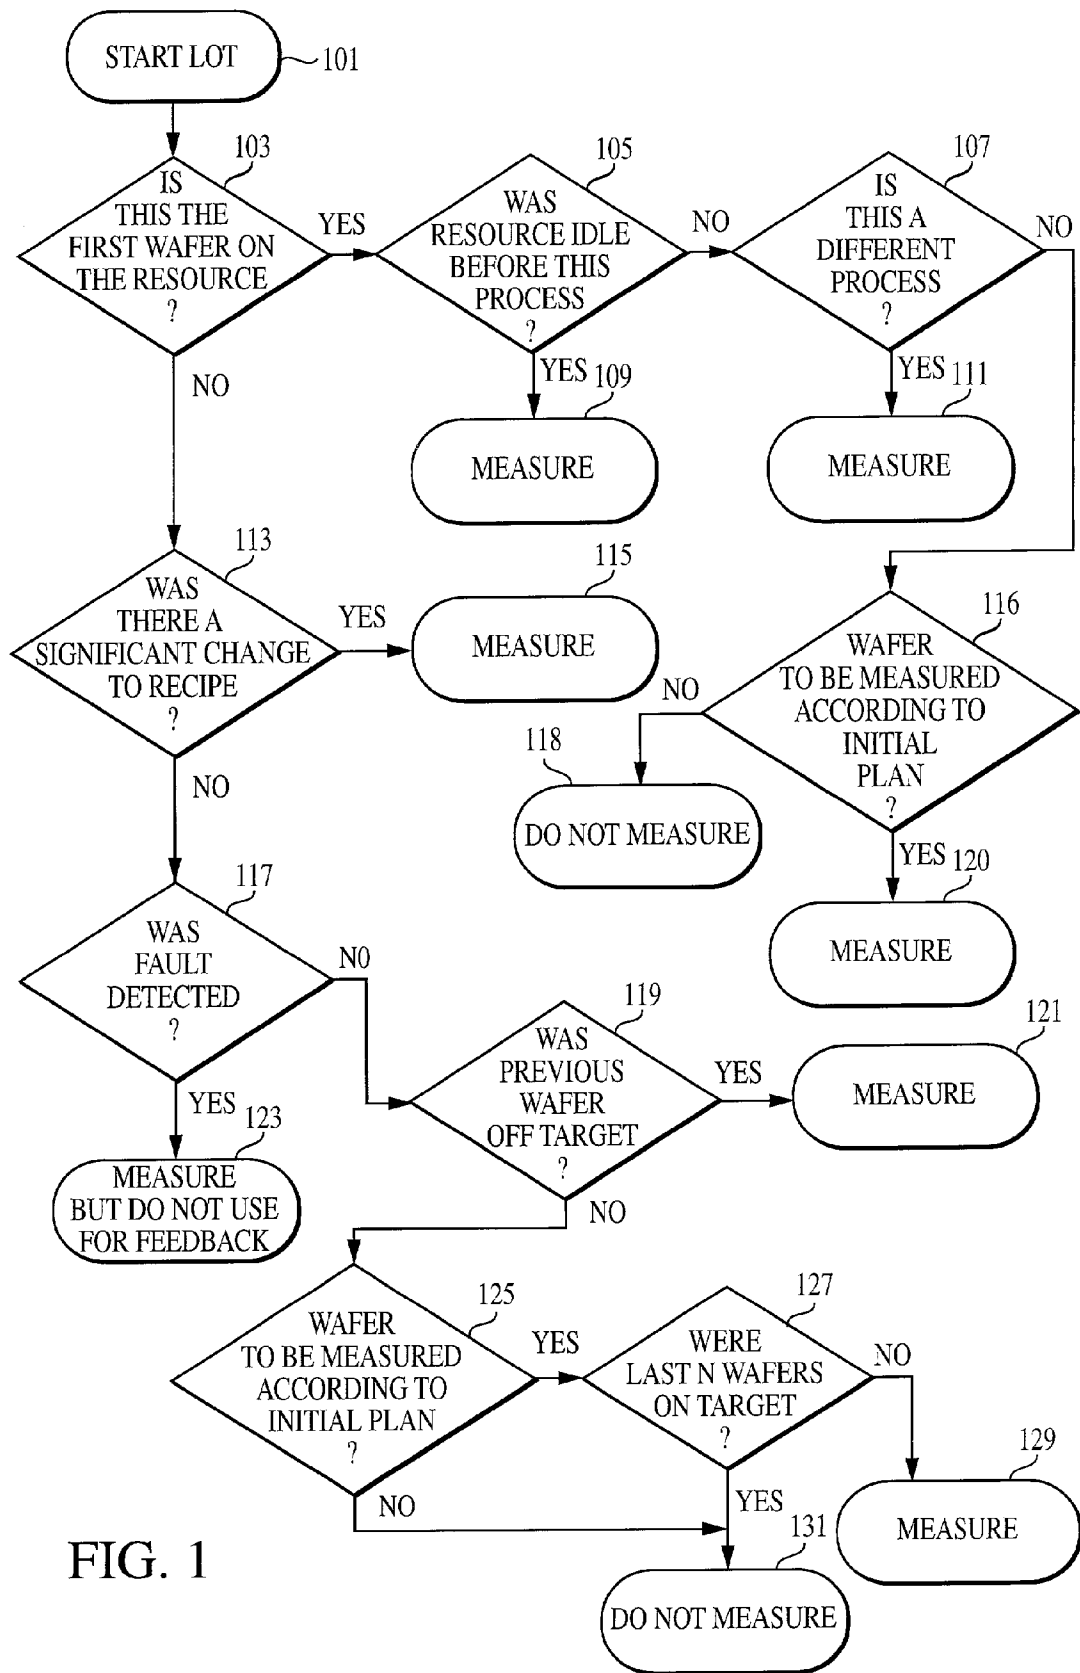 START LOT
101
103
IS
THIS THE
FIRST WAFER ON
THE RESOURCE
?
YES
NO
105
WAS
RESOURCE IDLE
BEFORE THIS
PROCESS
?
NO
YES
107
IS
THIS A
DIFFERENT
PROCESS
?
NO
YES
109
MEASURE
111
MEASURE
113
WAS
THERE A
SIGNIFICANT CHANGE
TO RECIPE
?
YES
NO
115
MEASURE
116
WAFER
TO BE MEASURED
ACCORDING TO
INITIAL
PLAN
?
NO
YES
118
DO NOT MEASURE
120
MEASURE
117
WAS
FAULT
DETECTED
?
N0
YES
119
WAS
PREVIOUS
WAFER
OFF TARGET
?
YES
NO
121
MEASURE
123
MEASURE
BUT DO NOT USE
FOR FEEDBACK
125
WAFER
TO BE MEASURED
ACCORDING TO
INITIAL PLAN
?
YES
NO
127
WERE
LAST N WAFERS
ON TARGET
?
NO
YES
129
MEASURE
131
DO NOT MEASURE
FIG. 1